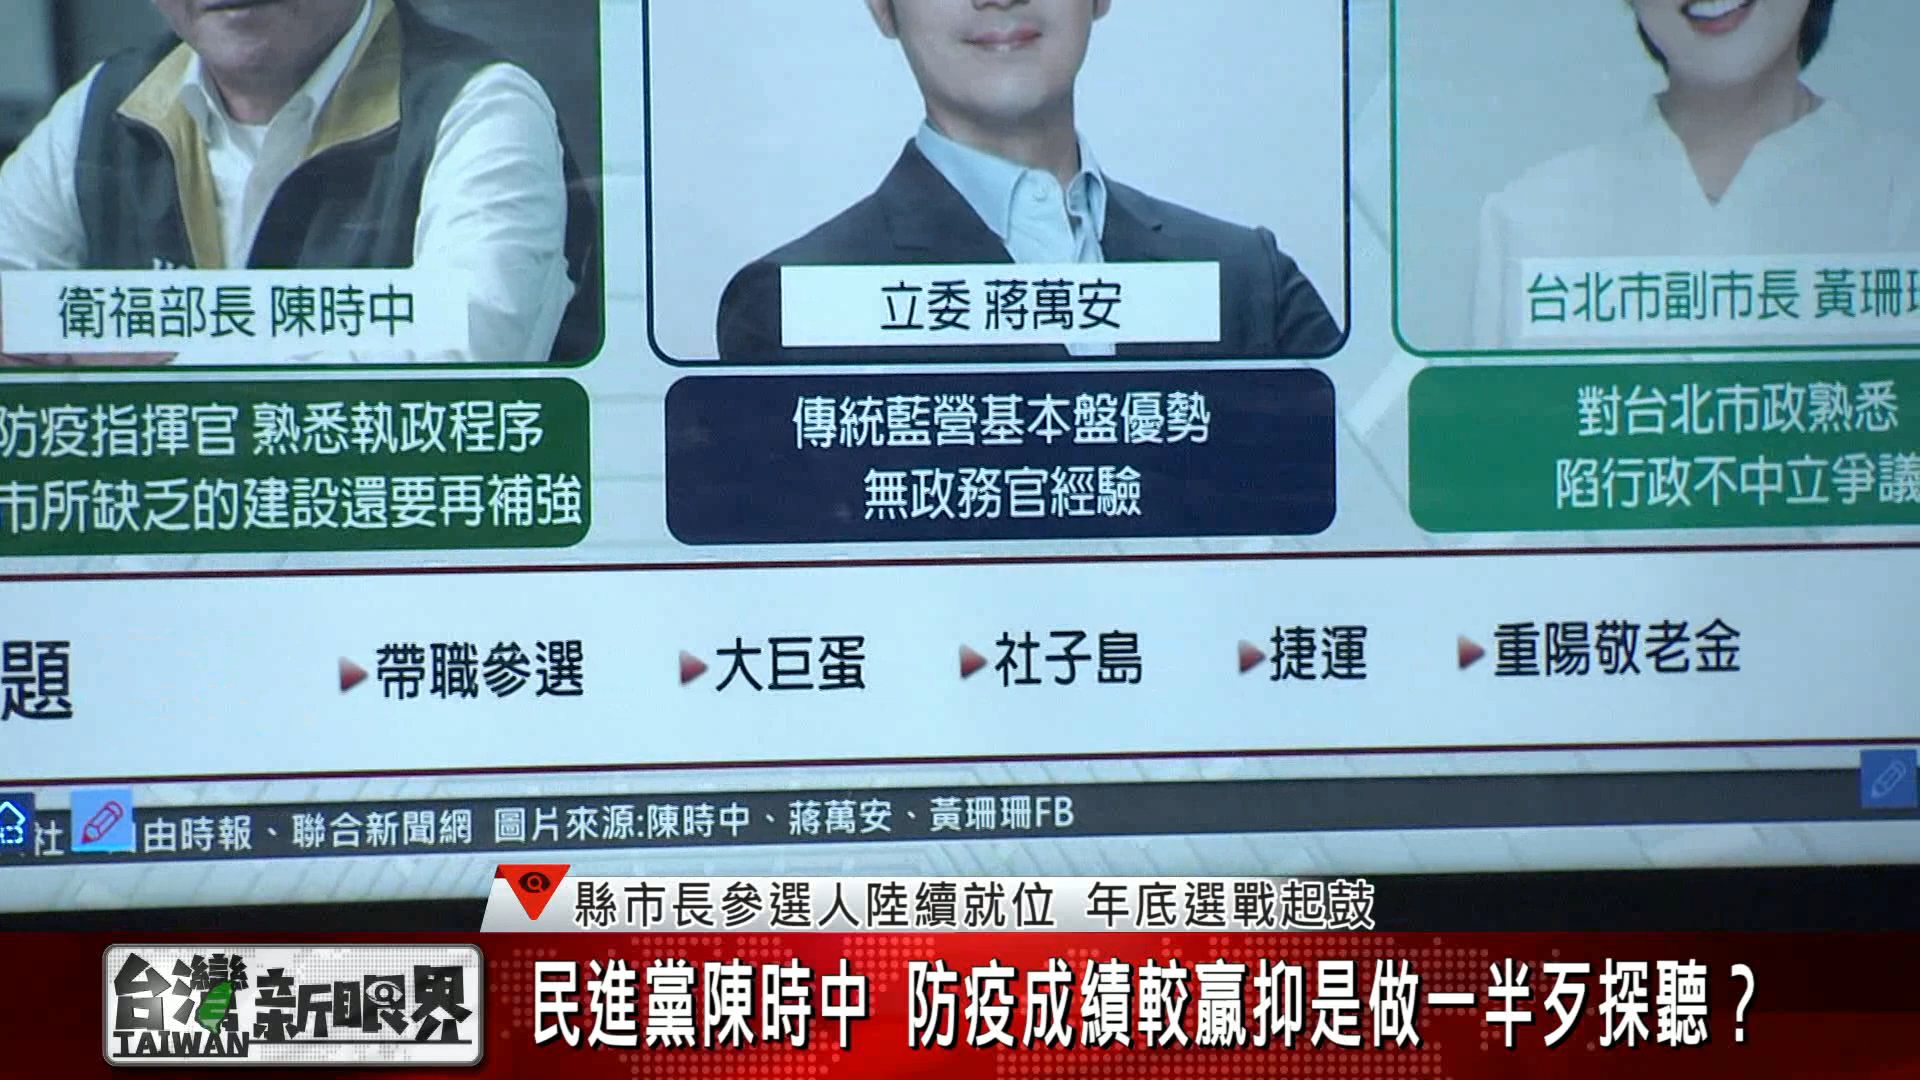 衛福部長 陳時中
立委 蔣萬安
台北市副市長 黃珊
防疫指揮官 熟悉執政程序
市所缺乏的建設還要再補強
傳統藍營基本盤優勢
無政務官經驗
對台北市政熟悉
陷行政不中立爭議
題
帶職參選
大巨蛋
社子島
捷運
重陽敬老金
社 由時報、聯合新聞網 圖片來源:陳時中、蔣萬安、黃珊珊FB
縣市長參選人陸續就位 年底選戰起鼓
台灣新眼界
TAIWAN
民進黨陳時中 防疫成績較贏抑是做一半歹探聽？